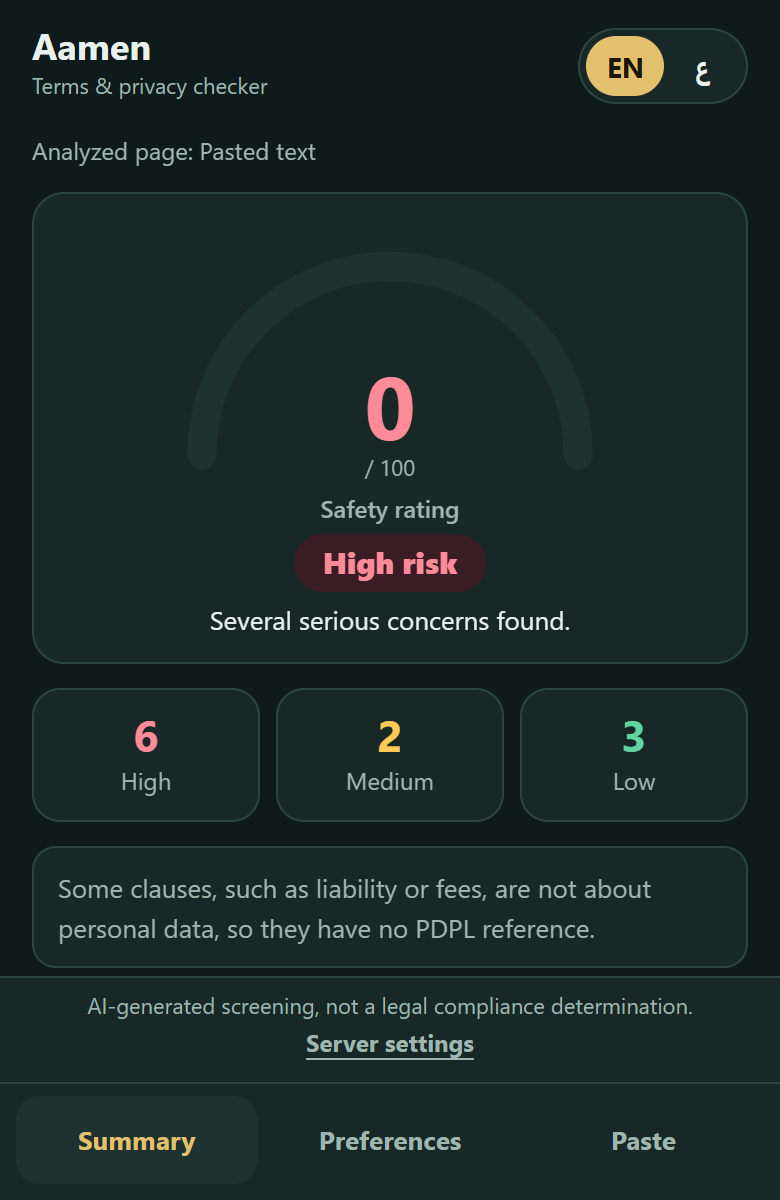 Aamen
Terms & privacy checker
EN
ع
Analyzed page: Pasted text
0
/ 100
Safety rating
High risk
Several serious concerns found.
6
High
2
Medium
3
Low
Some clauses, such as liability or fees, are not about
personal data, so they have no PDPL reference.
AI-generated screening, not a legal compliance determination.
Server settings
Summary
Preferences
Paste